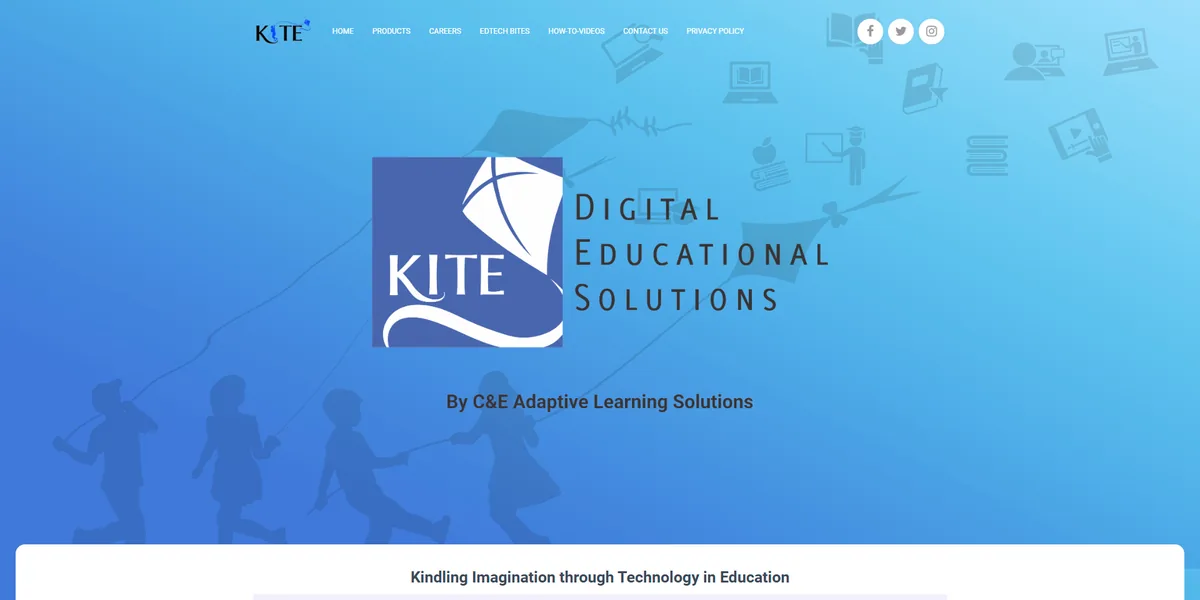 KITE
HOME PRODUCTS CAREERS EDTECH BITES HOW-TO-VIDEOS CONTACT US PRIVACY POLICY
KITE
DIGITAL
EDUCATIONAL
SOLUTIONS
By C&E Adaptive Learning Solutions
Kindling Imagination through Technology in Education